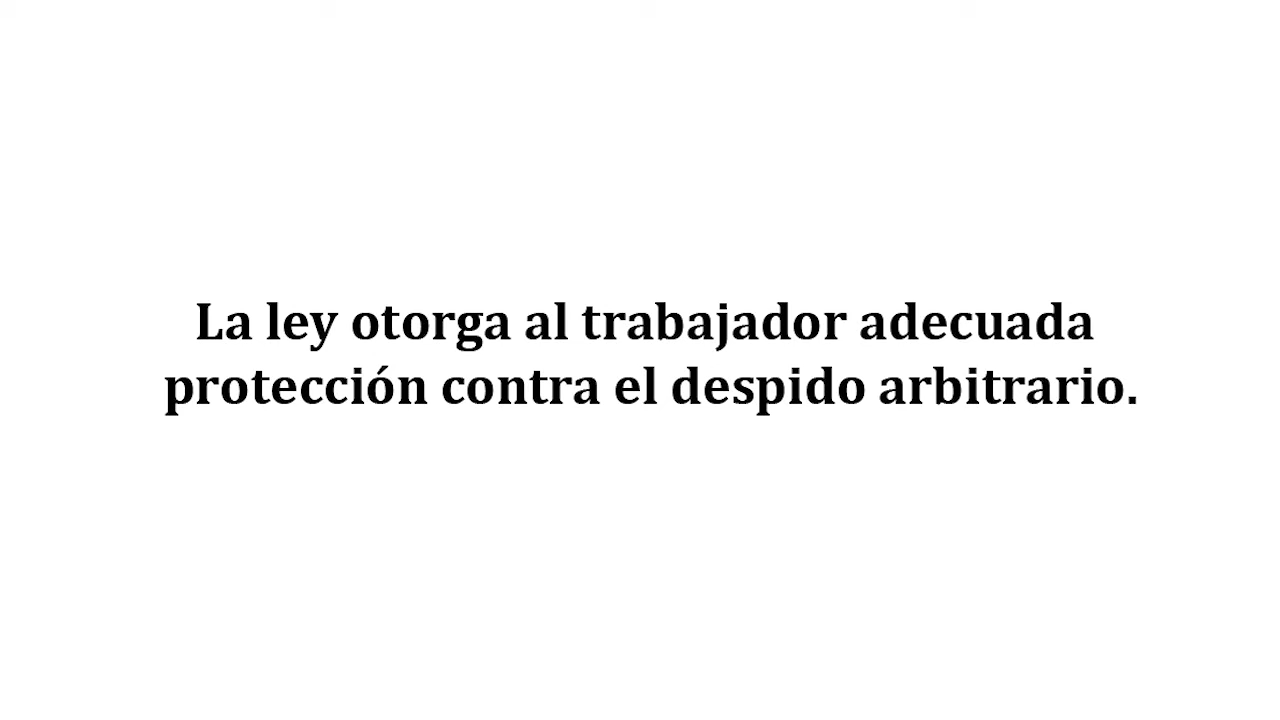 La ley otorga al trabajador adecuada
protección contra el despido arbitrario.